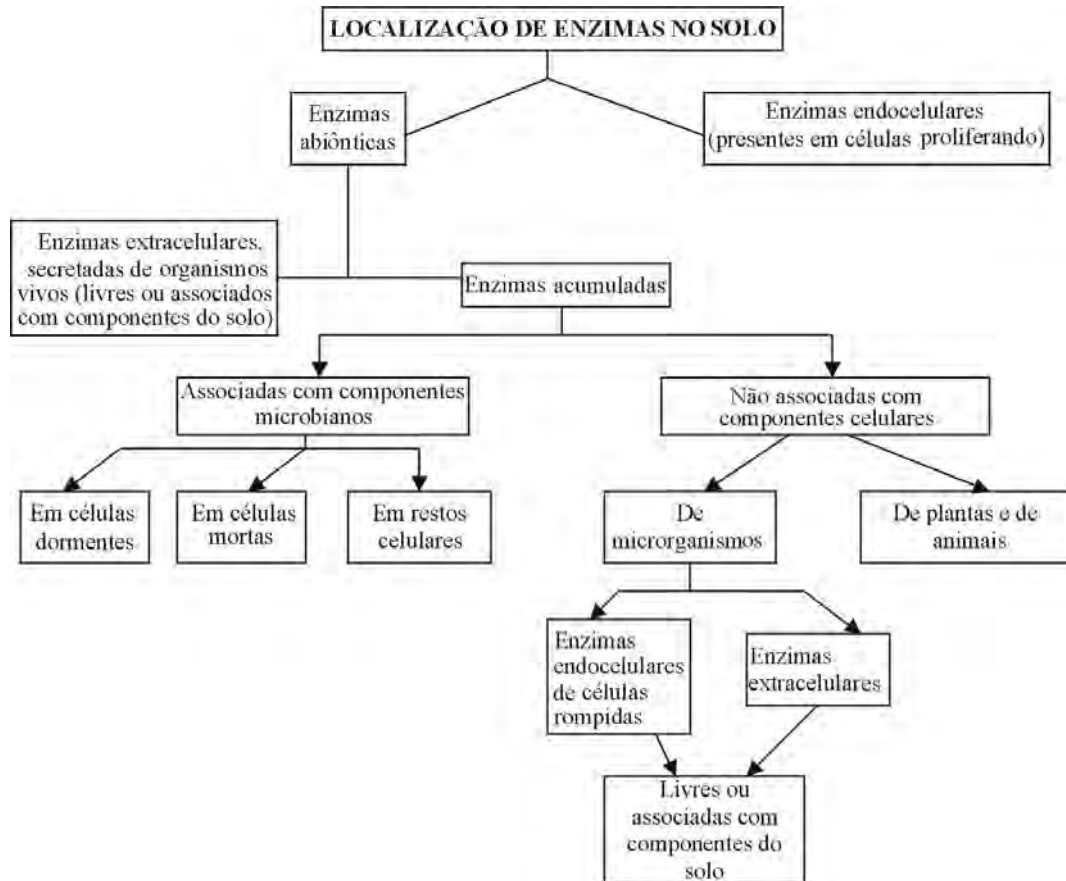 LOCALIZAÇÃO DE ENZIMAS NO SOLO
Enzimas
abiônticas
Enzimas endocelulares
(presentes em células proliferando)
Enzimas extracelulares,
secretadas de organismos
vivos (livres ou associados
com componentes do solo)
Enzimas acumuladas
Associadas com componentes
microbianos
Não associadas com
componentes celulares
Em células
dormentes
Em células
mortas
Em restos
celulares
De
microrganismos
De plantas e de
animais
Enzimas
endocelulares
de células
rompidas
Enzimas
extracelulares
Livres ou
associadas com
componentes do
solo